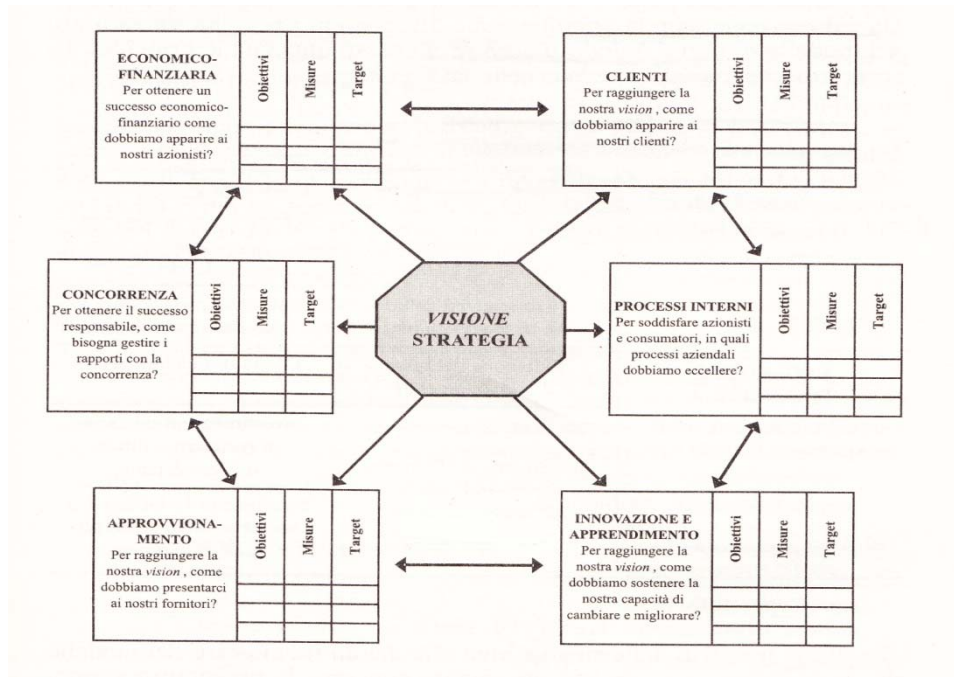 ECONOMICO-
FINANZIARIA
Per ottenere un
successo economico-
finanziario come
dobbiamo apparire ai
nostri azionisti?
Obiettivi
Misure
Target
CLIENTI
Per raggiungere la
nostra vision , come
dobbiamo apparire ai
nostri clienti?
Obiettivi
Misure
Target
CONCORRENZA
Per ottenere il successo
responsabile, come
bisogna gestire i
rapporti con la
concorrenza?
Obiettivi
Misure
Target
VISIONE
STRATEGIA
PROCESSI INTERNI
Per soddisfare azionisti
e consumatori, in quali
processi aziendali
dobbiamo eccellere?
Obiettivi
Misure
Target
APPROVVIONA-
MENTO
Per raggiungere la
nostra vision , come
dobbiamo presentarci
ai nostri fornitori?
Obiettivi
Misure
Target
INNOVAZIONE E
APPRENDIMENTO
Per raggiungere la
nostra vision , come
dobbiamo sostenere la
nostra capacità di
cambiare e migliorare?
Obiettivi
Misure
Target